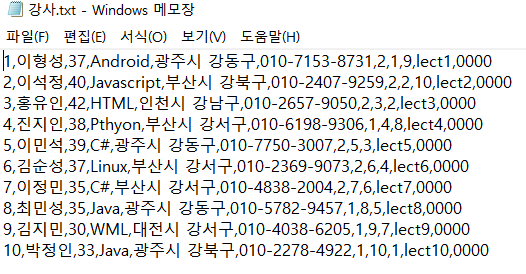 강사.txt - Windows 메모장
파일(F) 편집(E) 서식(O) 보기(V) 도움말(H)
1,이형성,37,Android,광주시 강동구,010-7153-8731,2,1,9,lect1,0000
2,이석정,40,Javascript,부산시 강북구,010-2407-9259,2,2,10,lect2,0000
3,홍유인,42,HTML,인천시 강남구,010-2657-9050,2,3,2,lect3,0000
4,진지인,38,Pthyon,부산시 강서구,010-6198-9306,1,4,8,lect4,0000
5,이민석,39,C#,광주시 강동구,010-7750-3007,2,5,3,lect5,0000
6,김순성,37,Linux,부산시 강서구,010-2369-9073,2,6,4,lect6,0000
7,이정민,35,C#,부산시 강서구,010-4838-2004,2,7,6,lect7,0000
8,최민성,35,Java,광주시 강동구,010-5782-9457,1,8,5,lect8,0000
9,김지민,30,WML,대전시 강서구,010-4038-6205,1,9,7,lect9,0000
10,박정인,33,Java,광주시 강북구,010-2278-4922,1,10,1,lect10,0000